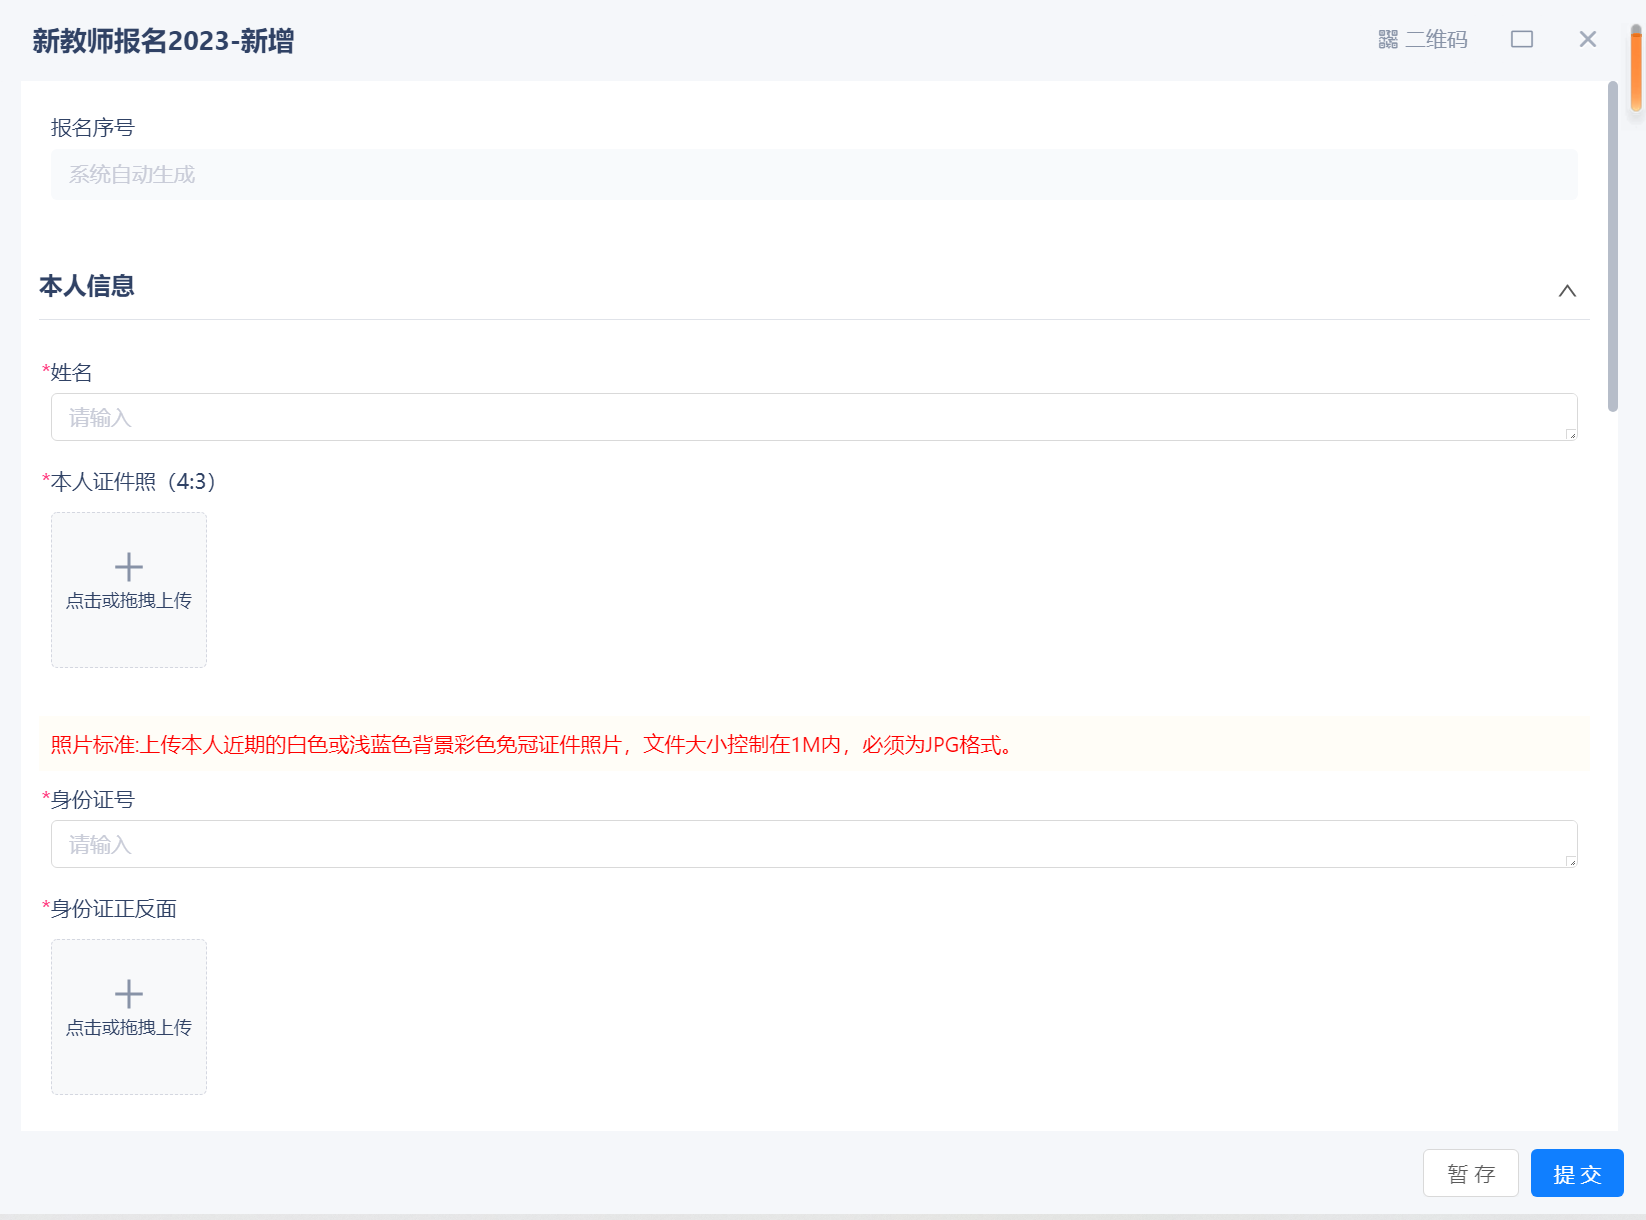 新教师报名2023-新增
二维码
报名序号
系统自动生成
本人信息
*姓名
请输入
*本人证件照（4:3）
点击或拖拽上传
照片标准:上传本人近期的白色或浅蓝色背景彩色免冠证件照片，文件大小控制在1M内，必须为JPG格式。
*身份证号
请输入
*身份证正反面
点击或拖拽上传
暂 存
提 交